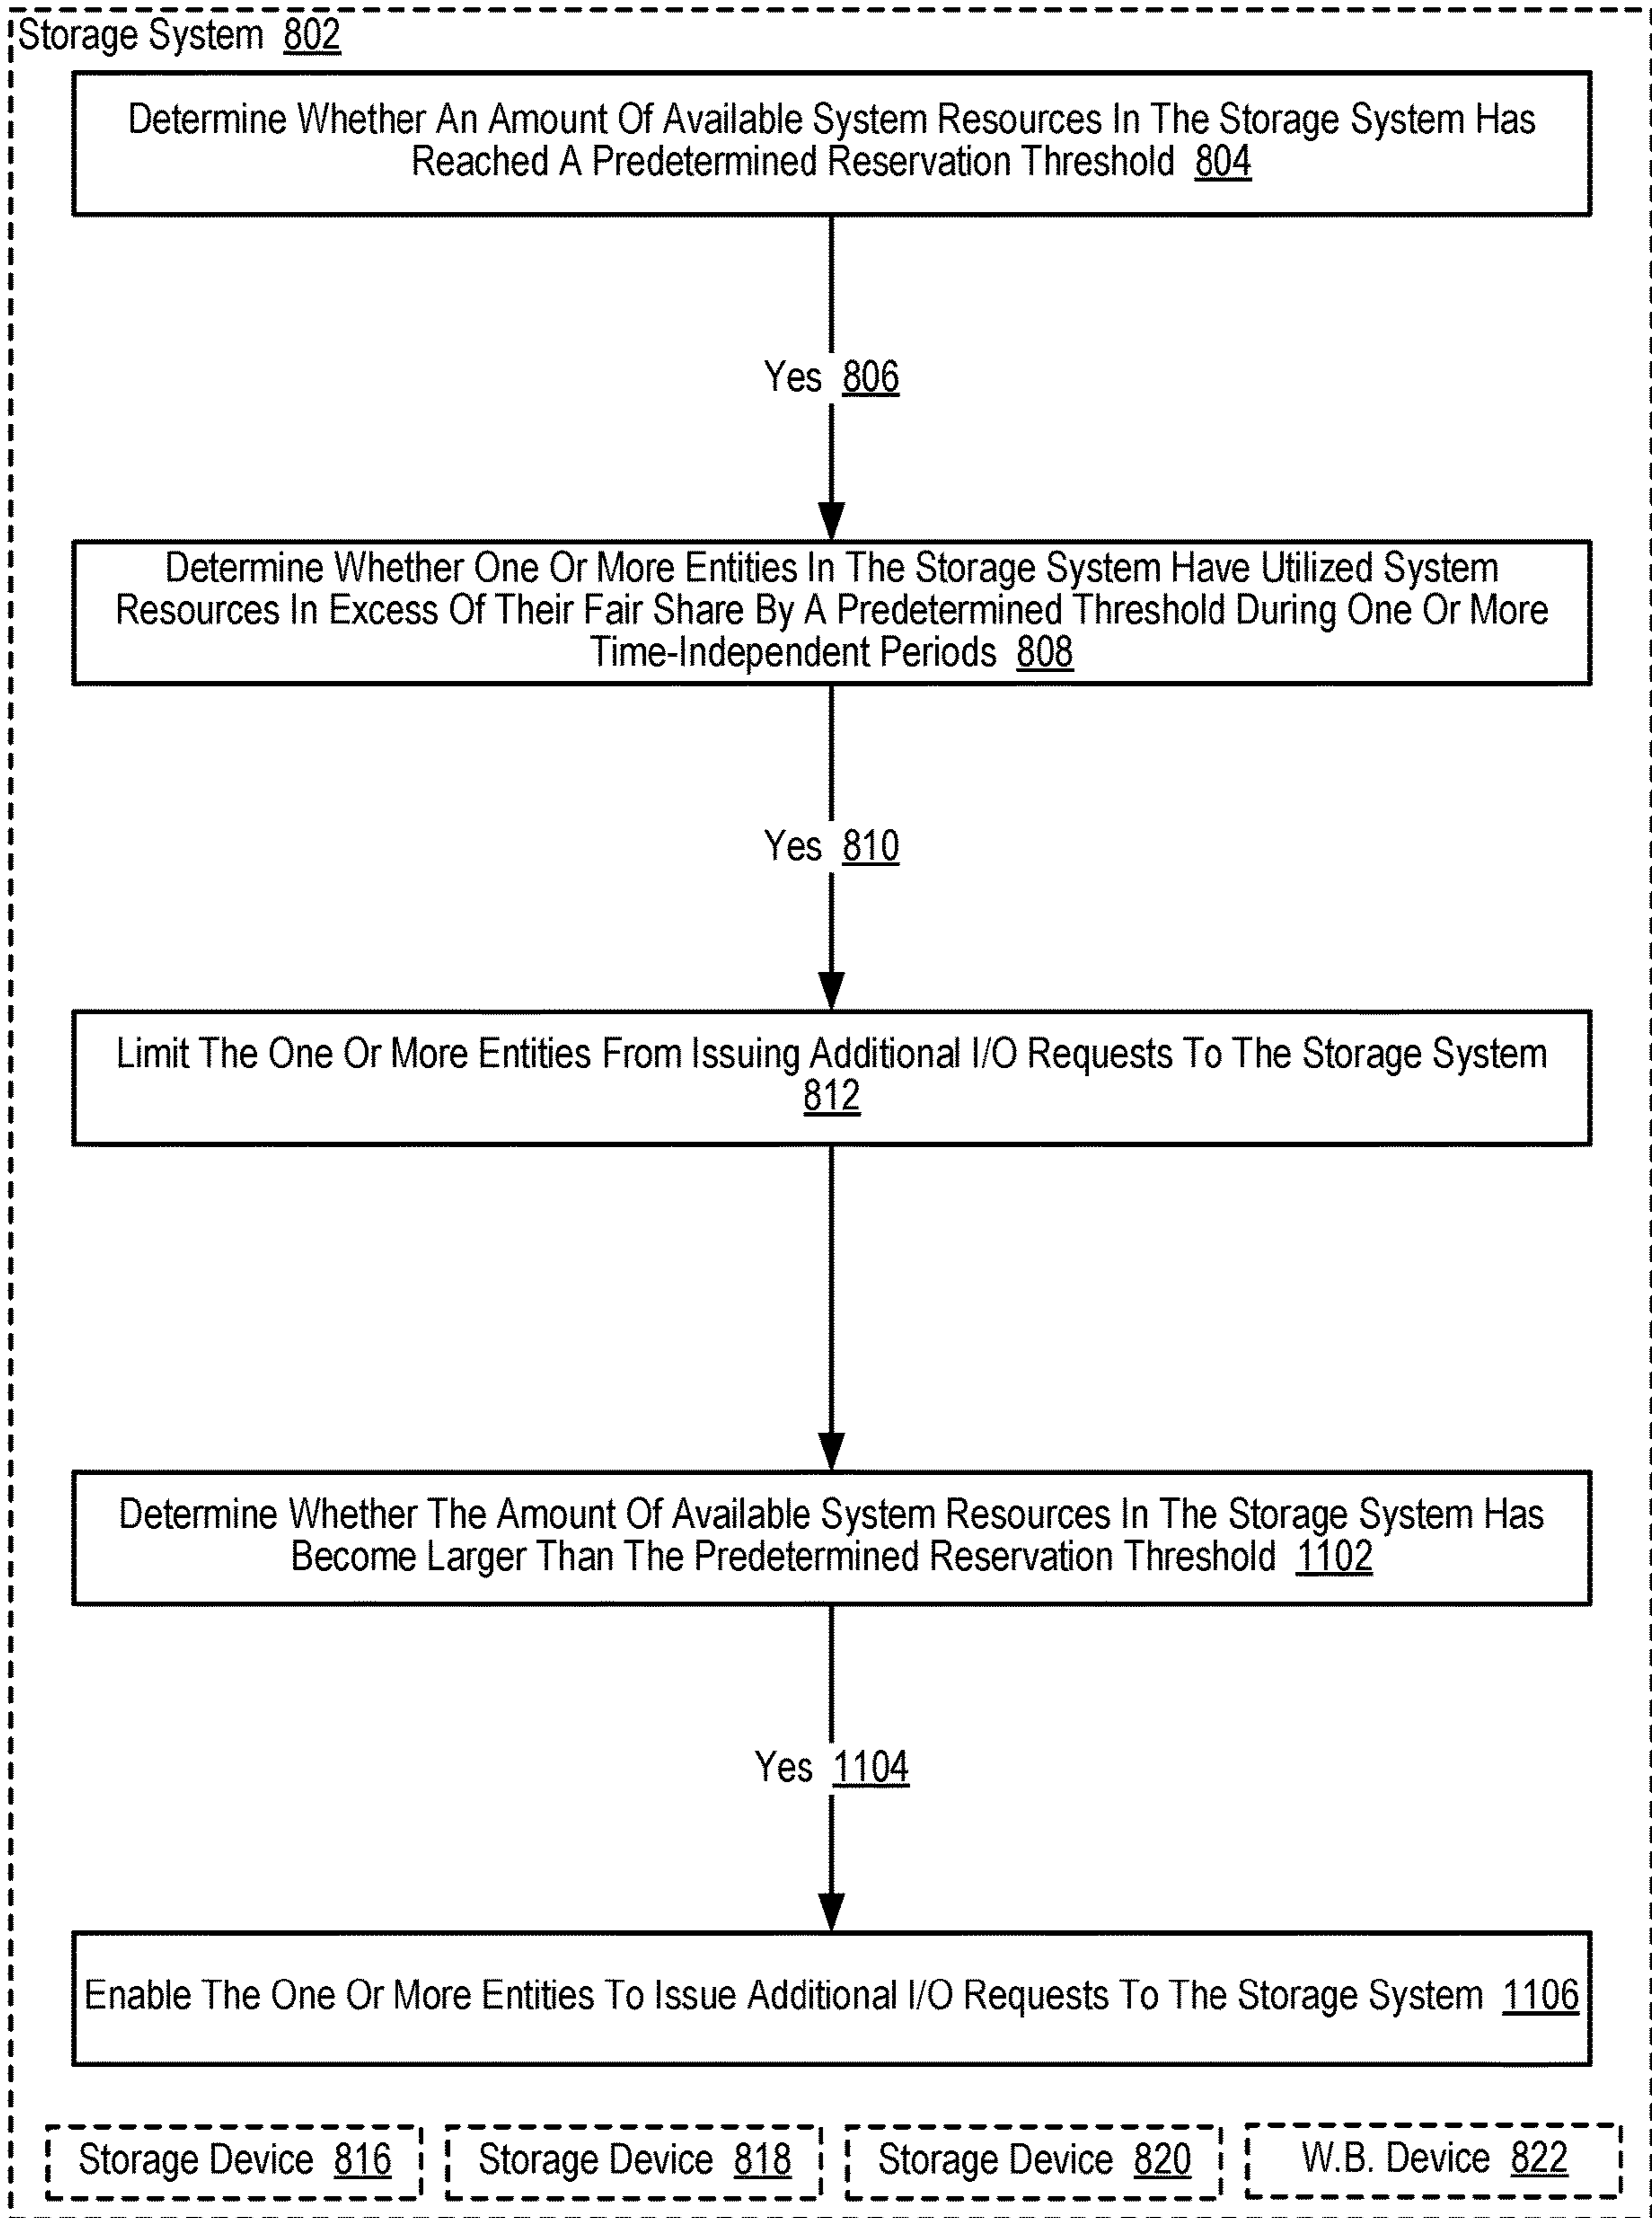 Storage System 802
Determine Whether An Amount Of Available System Resources In The Storage System Has
Reached A Predetermined Reservation Threshold 804
Yes 806
Determine Whether One Or More Entities In The Storage System Have Utilized System
Resources In Excess Of Their Fair Share By A Predetermined Threshold During One Or More
Time-Independent Periods 808
Yes 810
Limit The One Or More Entities From Issuing Additional I/O Requests To The Storage System
812
Determine Whether The Amount Of Available System Resources In The Storage System Has
Become Larger Than The Predetermined Reservation Threshold 1102
Yes 1104
Enable The One Or More Entities To Issue Additional I/O Requests To The Storage System 1106
Storage Device 816
Storage Device 818
Storage Device 820
W.B. Device 822